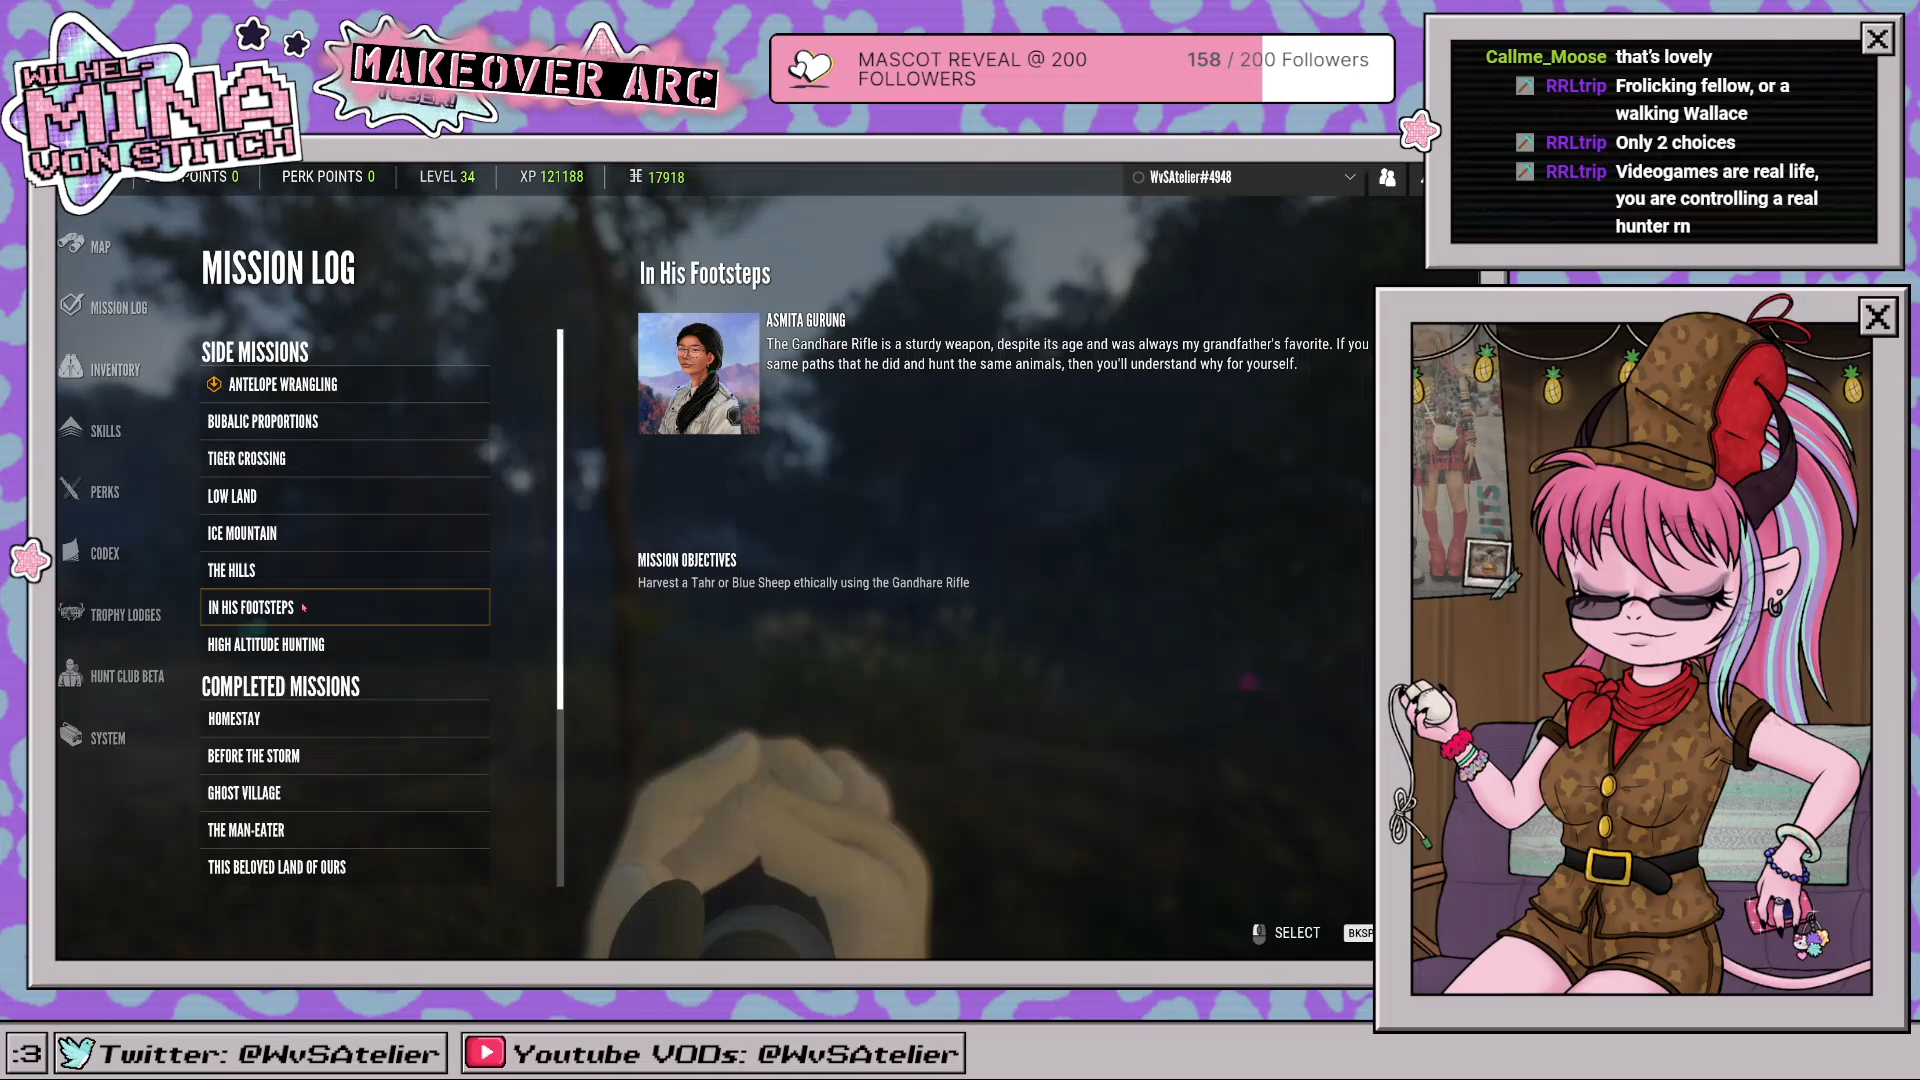 WILHEL-
MINA
VON STITCH
MAKEOVER ARC
TOBER!
MASCOT REVEAL @ 200
FOLLOWERS
158 / 200 Followers
Callme_Moose that's lovely
RRLtrip Frolicking fellow, or a
walking Wallace
RRLtrip Only 2 choices
RRLtrip Videogames are real life,
you are controlling a real
hunter rn
POINTS 0
PERK POINTS 0
LEVEL 34
XP 121188
17918
WvSAtelier#4948
MAP
MISSION LOG
INVENTORY
SKILLS
PERKS
CODEX
TROPHY LODGES
HUNT CLUB BETA
SYSTEM
MISSION LOG
SIDE MISSIONS
ANTELOPE WRANGLING
BUBALIC PROPORTIONS
TIGER CROSSING
LOW LAND
ICE MOUNTAIN
THE HILLS
IN HIS FOOTSTEPS
HIGH ALTITUDE HUNTING
COMPLETED MISSIONS
HOMESTAY
BEFORE THE STORM
GHOST VILLAGE
THE MAN-EATER
THIS BELOVED LAND OF OURS
In His Footsteps
ASMITA GURUNG
The Gandhare Rifle is a sturdy weapon, despite its age and was always my grandfather's favorite. If you
same paths that he did and hunt the same animals, then you'll understand why for yourself.
MISSION OBJECTIVES
Harvest a Tahr or Blue Sheep ethically using the Gandhare Rifle
SELECT
BKSP
:3
Twitter: @WvSAtelier
Youtube VODs: @WvSAtelier